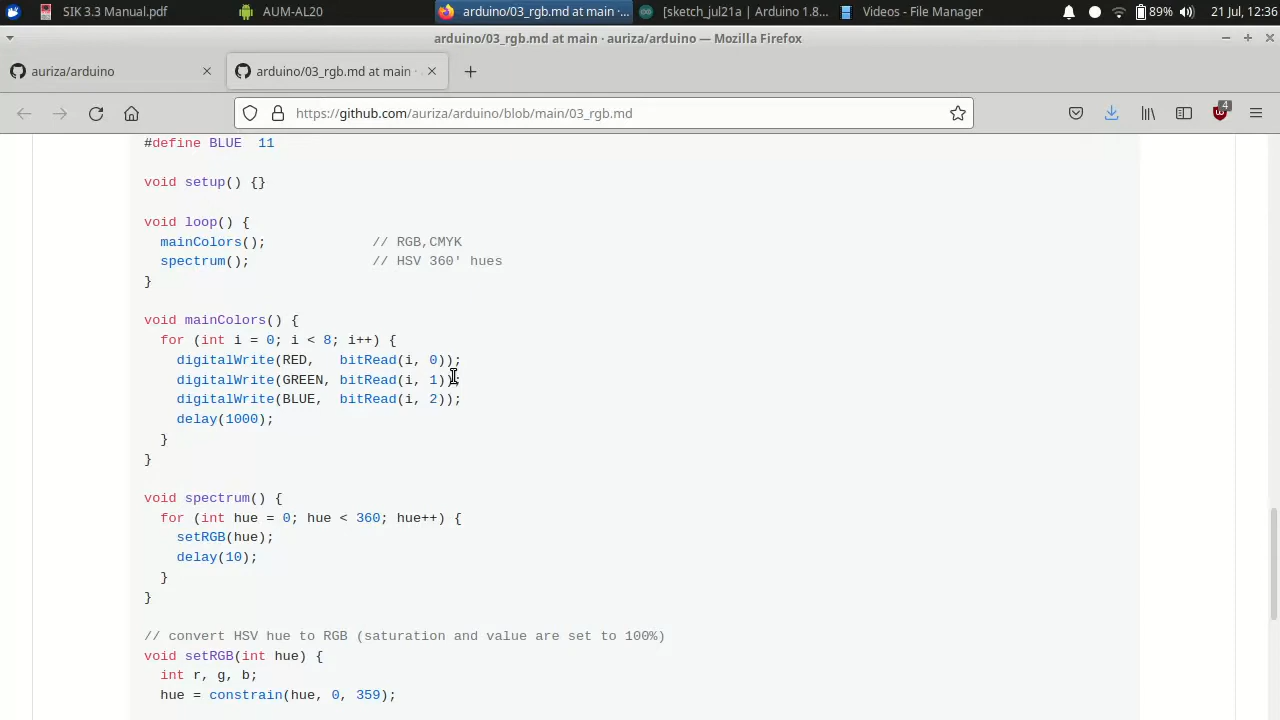 SIK 3.3 Manual.pdf
AUM-AL20
arduino/03_rgb.md at main ·...
[sketch_jul21a | Arduino 1.8...
Videos - File Manager
89%
21 Jul, 12:36
arduino/03_rgb.md at main · auriza/arduino — Mozilla Firefox
auriza/arduino
arduino/03_rgb.md at main ·
https://github.com/auriza/arduino/blob/main/03_rgb.md
4
#define BLUE  11
void setup() {}
void loop() {
  mainColors();             // RGB,CMYK
  spectrum();               // HSV 360' hues
}
void mainColors() {
  for (int i = 0; i < 8; i++) {
    digitalWrite(RED,   bitRead(i, 0));
    digitalWrite(GREEN, bitRead(i, 1));
    digitalWrite(BLUE,  bitRead(i, 2));
    delay(1000);
  }
}
void spectrum() {
  for (int hue = 0; hue < 360; hue++) {
    setRGB(hue);
    delay(10);
  }
}
// convert HSV hue to RGB (saturation and value are set to 100%)
void setRGB(int hue) {
  int r, g, b;
  hue = constrain(hue, 0, 359);